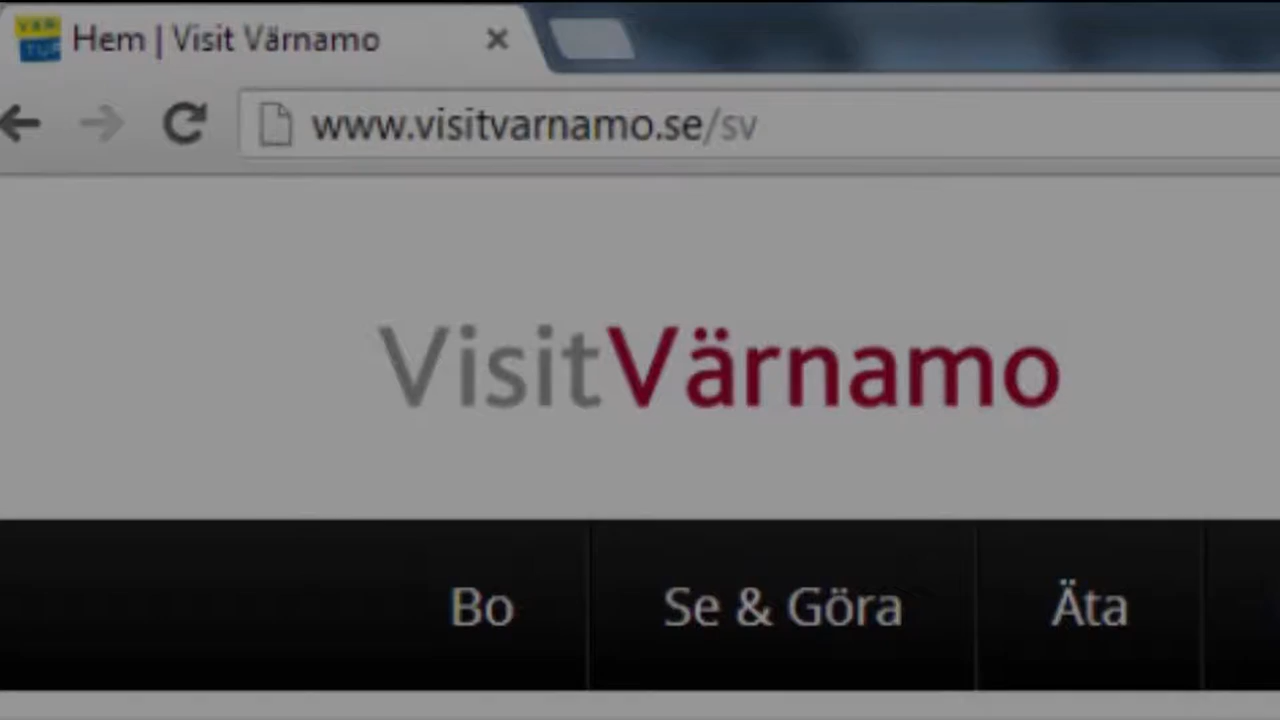 Hem | Visit Värnamo
www.visitvarnamo.se/sv
VisitVärnamo
Bo
Se & Göra
Äta